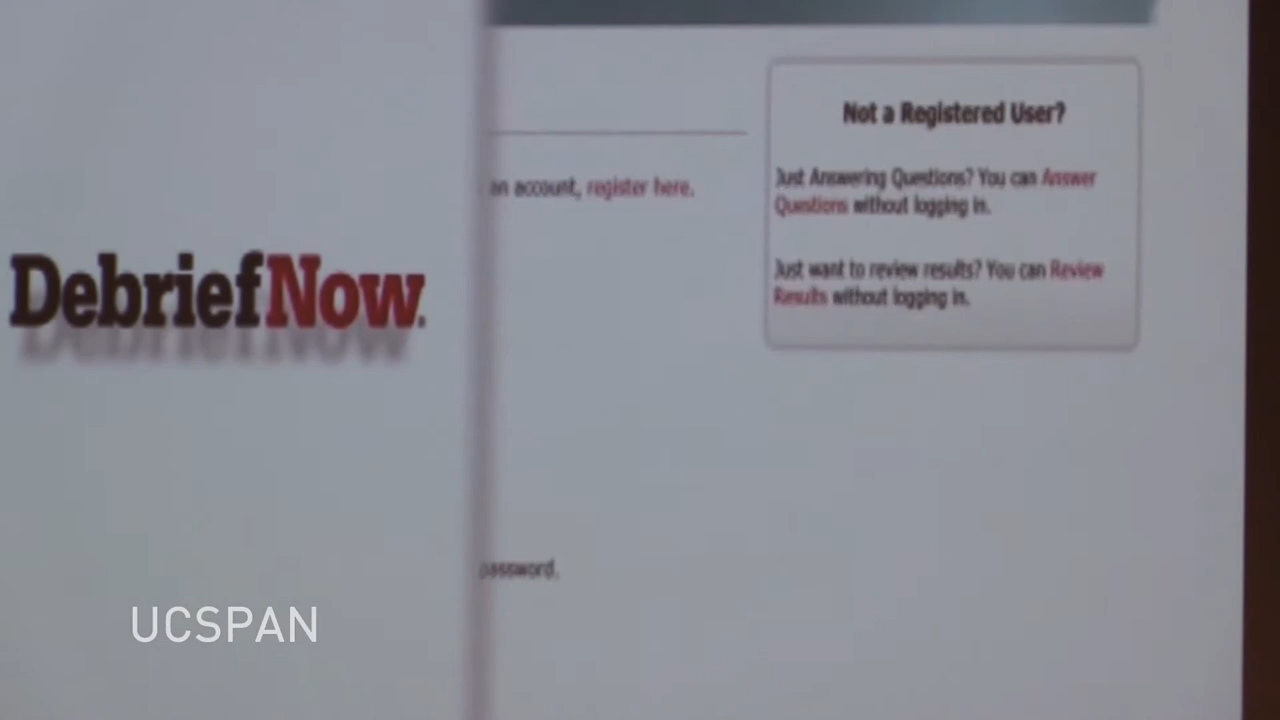 Not a Registered User?
an account, register here.
Just Answering Questions? You can Answer
Questions without logging in.
Just want to review results? You can Review
Results without logging in.
DebriefNow.
password.
UCSPAN